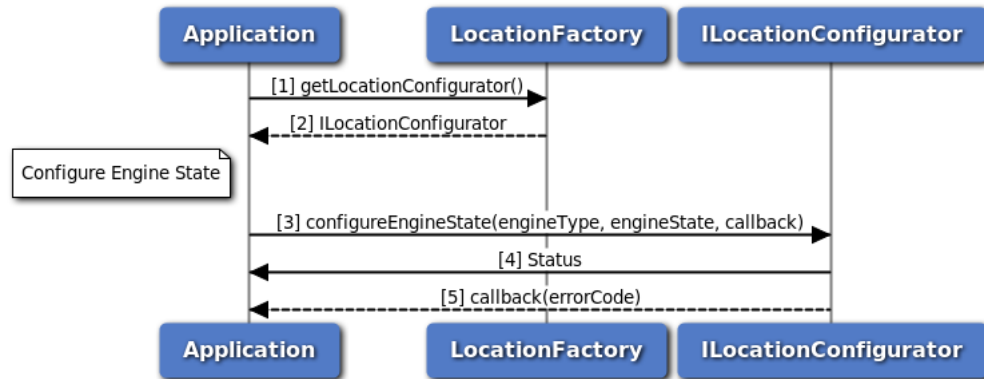 Application
LocationFactory
ILocationConfigurator
[1] getLocationConfigurator()
[2] ILocationConfigurator
Configure Engine State
[3] configureEngineState(engineType, engineState, callback)
[4] Status
[5] callback(errorCode)
Application
LocationFactory
ILocationConfigurator